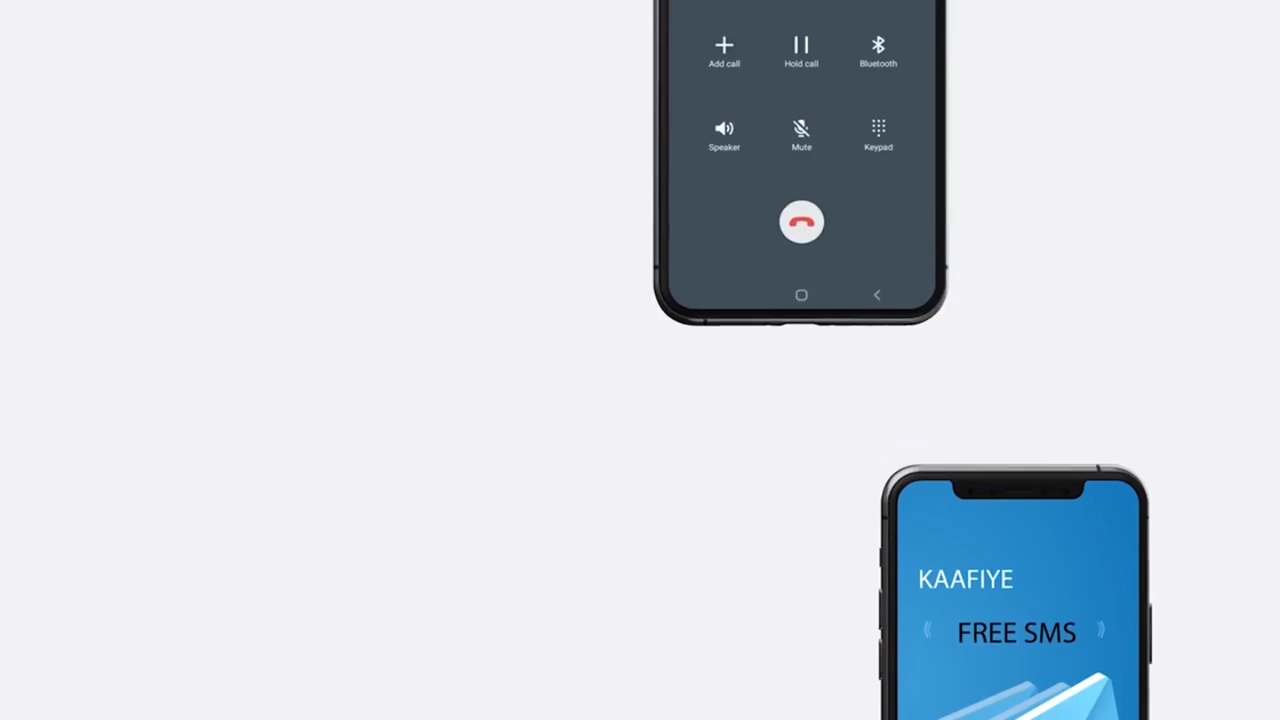 Add call Hold call Bluetooth
Speaker Mute Keypad
KAAFIYE
FREE SMS